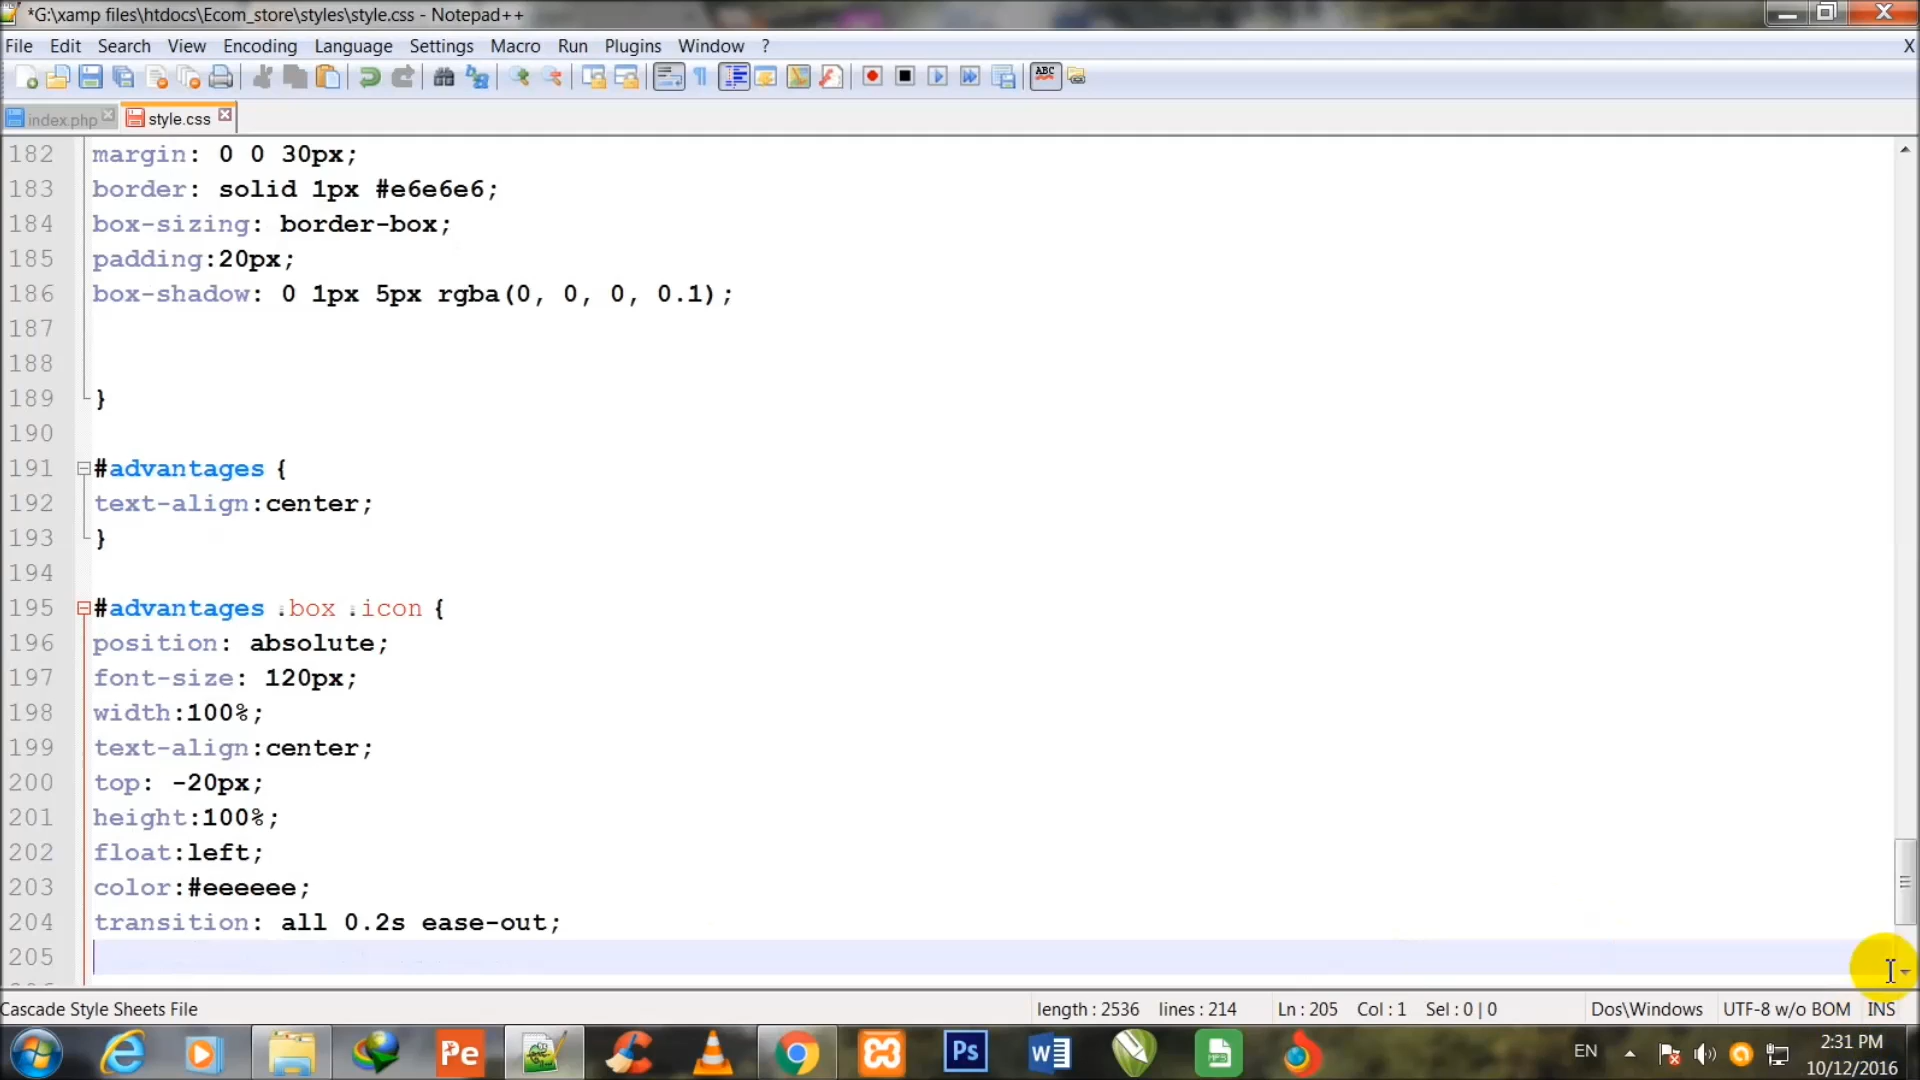 *G:\xamp files\htdocs\Ecom_store\styles\style.css - Notepad++
File Edit Search View Encoding Language Settings Macro Run Plugins Window ? X
ABC
index.php style.css
182 margin: 0 0 30px;
183 border: solid 1px #e6e6e6;
184 box-sizing: border-box;
185 padding:20px;
186 box-shadow: 0 1px 5px rgba(0, 0, 0, 0.1);
187
188
189 }
190
191 #advantages {
192 text-align:center;
193 }
194
195 #advantages .box .icon {
196 position: absolute;
197 font-size: 120px;
198 width:100%;
199 text-align:center;
200 top: -20px;
201 height:100%;
202 float:left;
203 color:#eeeeee;
204 transition: all 0.2s ease-out;
205
Cascade Style Sheets File length : 2536 lines : 214 Ln : 205 Col : 1 Sel : 0 | 0 Dos\Windows UTF-8 w/o BOM INS
Pe Ps W MP3 EN 2:31 PM
10/12/2016